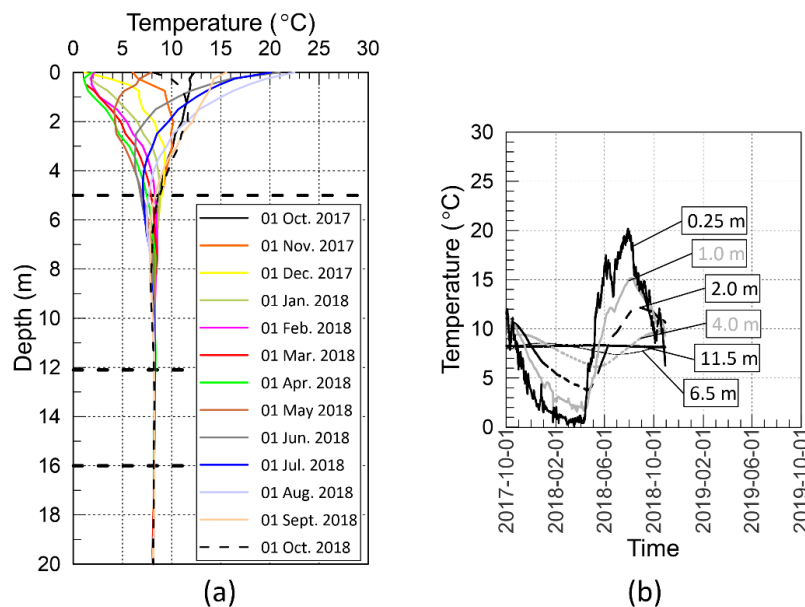 Temperature (°C)
0 5 10 15 20 25 30
0
2
4
6
8
10
12
14
16
18
20
Depth (m)
01 Oct. 2017
01 Nov. 2017
01 Dec. 2017
01 Jan. 2018
01 Feb. 2018
01 Mar. 2018
01 Apr. 2018
01 May 2018
01 Jun. 2018
01 Jul. 2018
01 Aug. 2018
01 Sept. 2018
01 Oct. 2018
(a)
Temperature (°C)
30
25
20
15
10
5
0
0.25 m
1.0 m
2.0 m
4.0 m
11.5 m
6.5 m
2017-10-01
2018-02-01
2018-06-01
2018-10-01
2019-02-01
2019-06-01
2019-10-01
Time
(b)